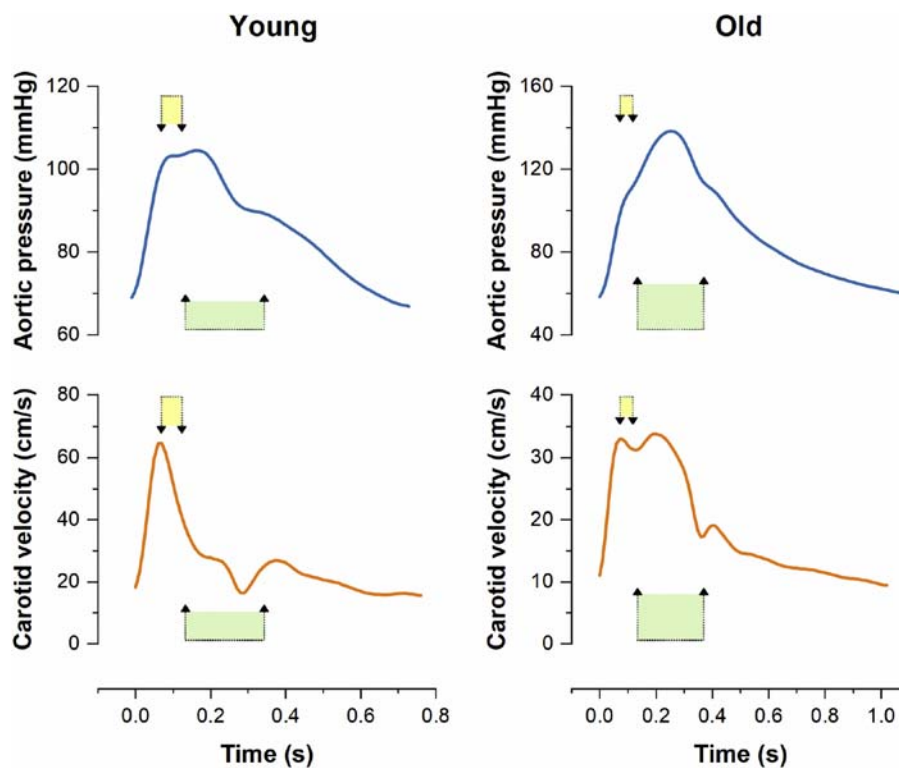 Young
Old
Aortic pressure (mmHg)
120
100
80
60
Aortic pressure (mmHg)
160
120
80
40
Carotid velocity (cm/s)
80
60
40
20
0
Carotid velocity (cm/s)
40
30
20
10
0
0.0 0.2 0.4 0.6 0.8
Time (s)
0.0 0.2 0.4 0.6 0.8 1.0
Time (s)